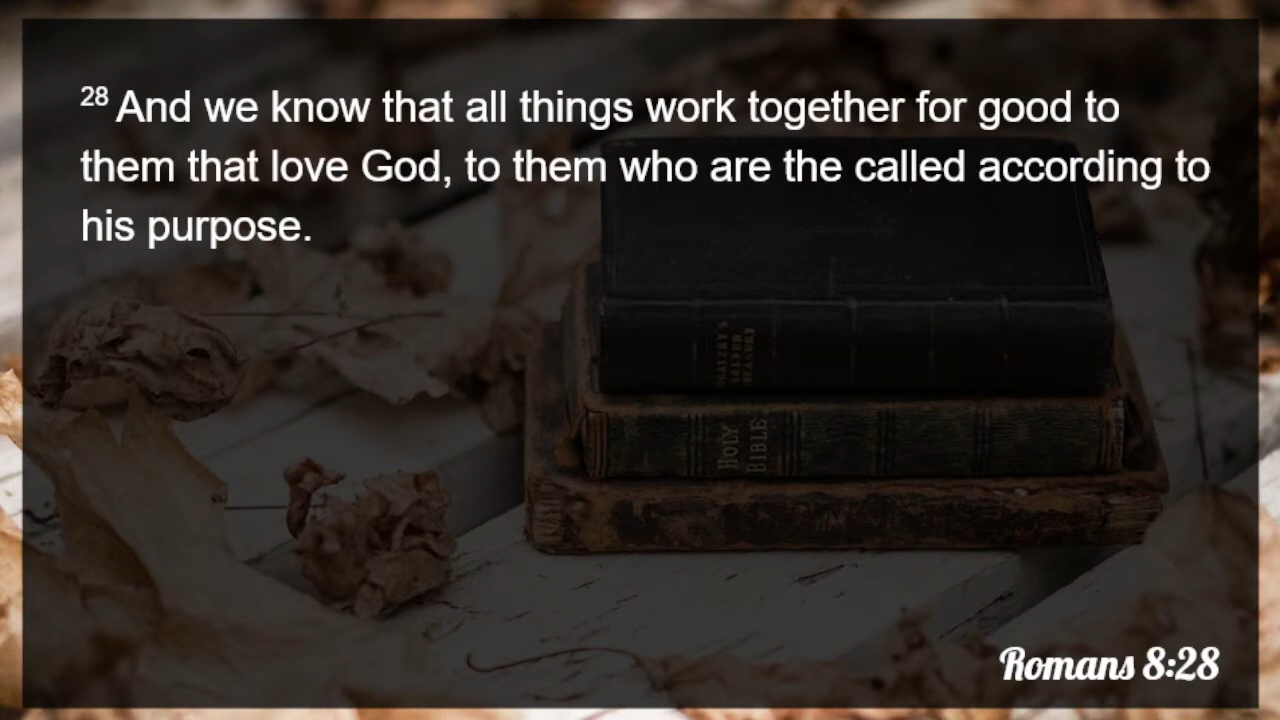 28 And we know that all things work together for good to
them that love God, to them who are the called according to
his purpose.
GOLDEN
HOLY
BIBLE
Romans 8:28